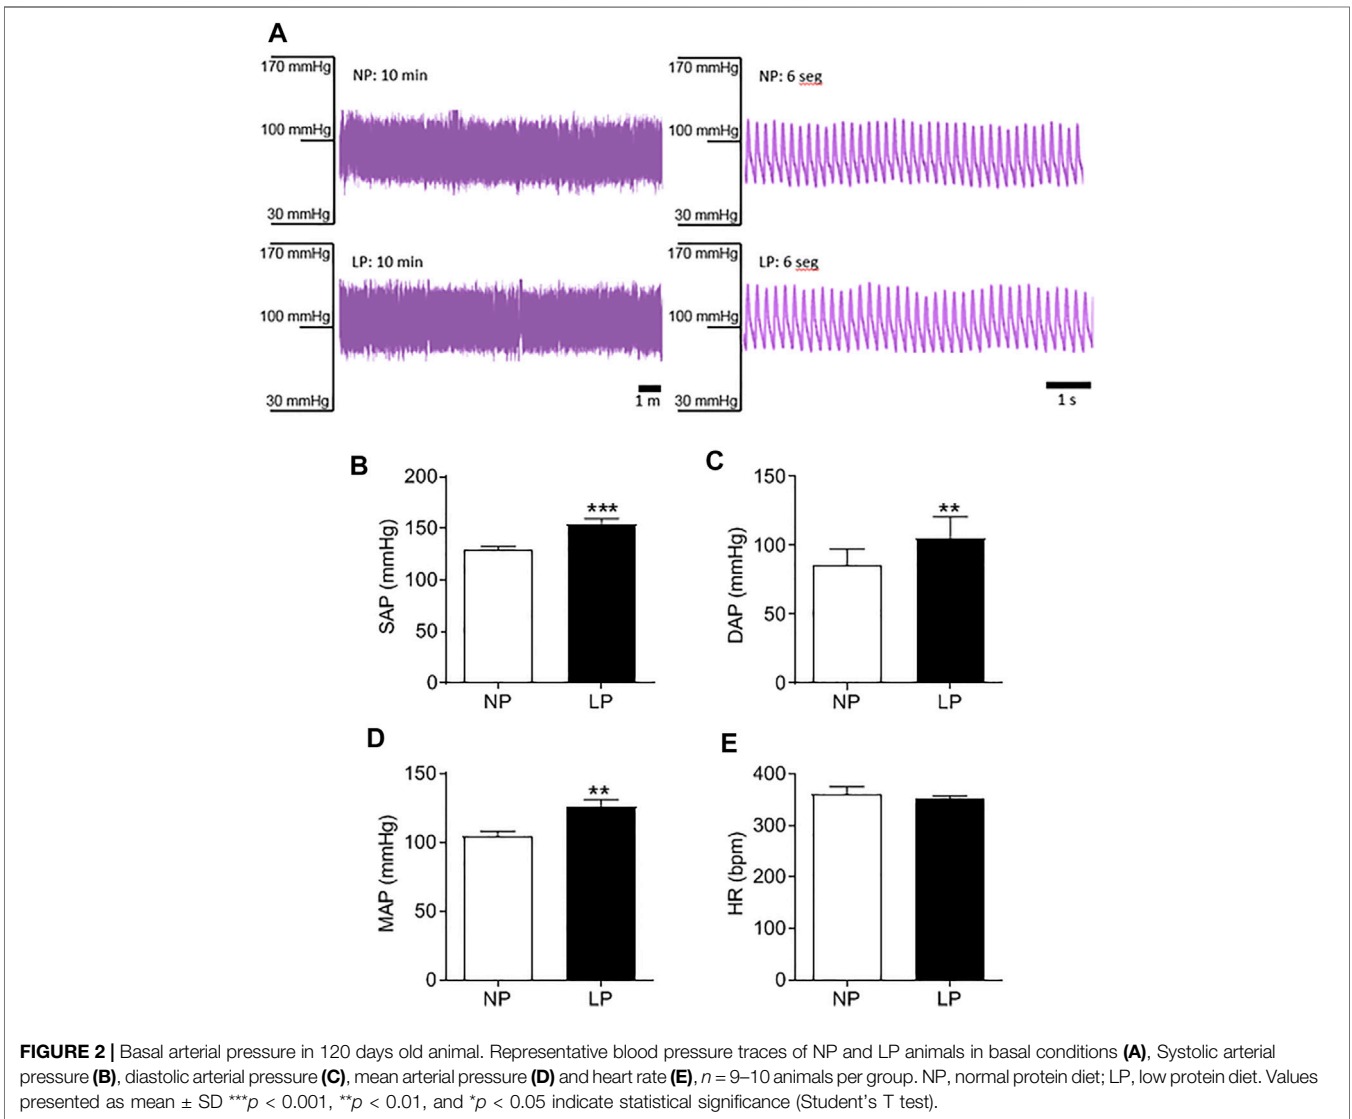 A
170 mmHg
NP: 10 min
100 mmHg
30 mmHg
170 mmHg
NP: 6 seg
100 mmHg
30 mmHg
170 mmHg
LP: 10 min
100 mmHg
30 mmHg
1 m
170 mmHg
LP: 6 seg
100 mmHg
30 mmHg
1 s
B
SAP (mmHg)
200
150
100
50
0
***
NP LP
C
DAP (mmHg)
150
100
50
0
**
NP LP
D
MAP (mmHg)
150
100
50
0
**
NP LP
E
HR (bpm)
400
300
200
100
0
NP LP
FIGURE 2 | Basal arterial pressure in 120 days old animal. Representative blood pressure traces of NP and LP animals in basal conditions (A), Systolic arterial
pressure (B), diastolic arterial pressure (C), mean arterial pressure (D) and heart rate (E), n = 9–10 animals per group. NP, normal protein diet; LP, low protein diet. Values
presented as mean ± SD ***p < 0.001, **p < 0.01, and *p < 0.05 indicate statistical significance (Student's T test).